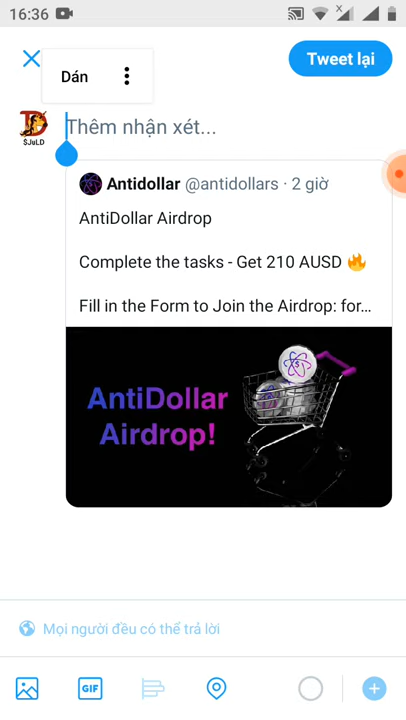 16:36
Dán
Tweet lại
Thêm nhận xét...
$JuLD
Antidollar @antidollars · 2 giờ
AntiDollar Airdrop
Complete the tasks - Get 210 AUSD 🔥
Fill in the Form to Join the Airdrop: for...
AntiDollar
Airdrop!
Mọi người đều có thể trả lời
GIF